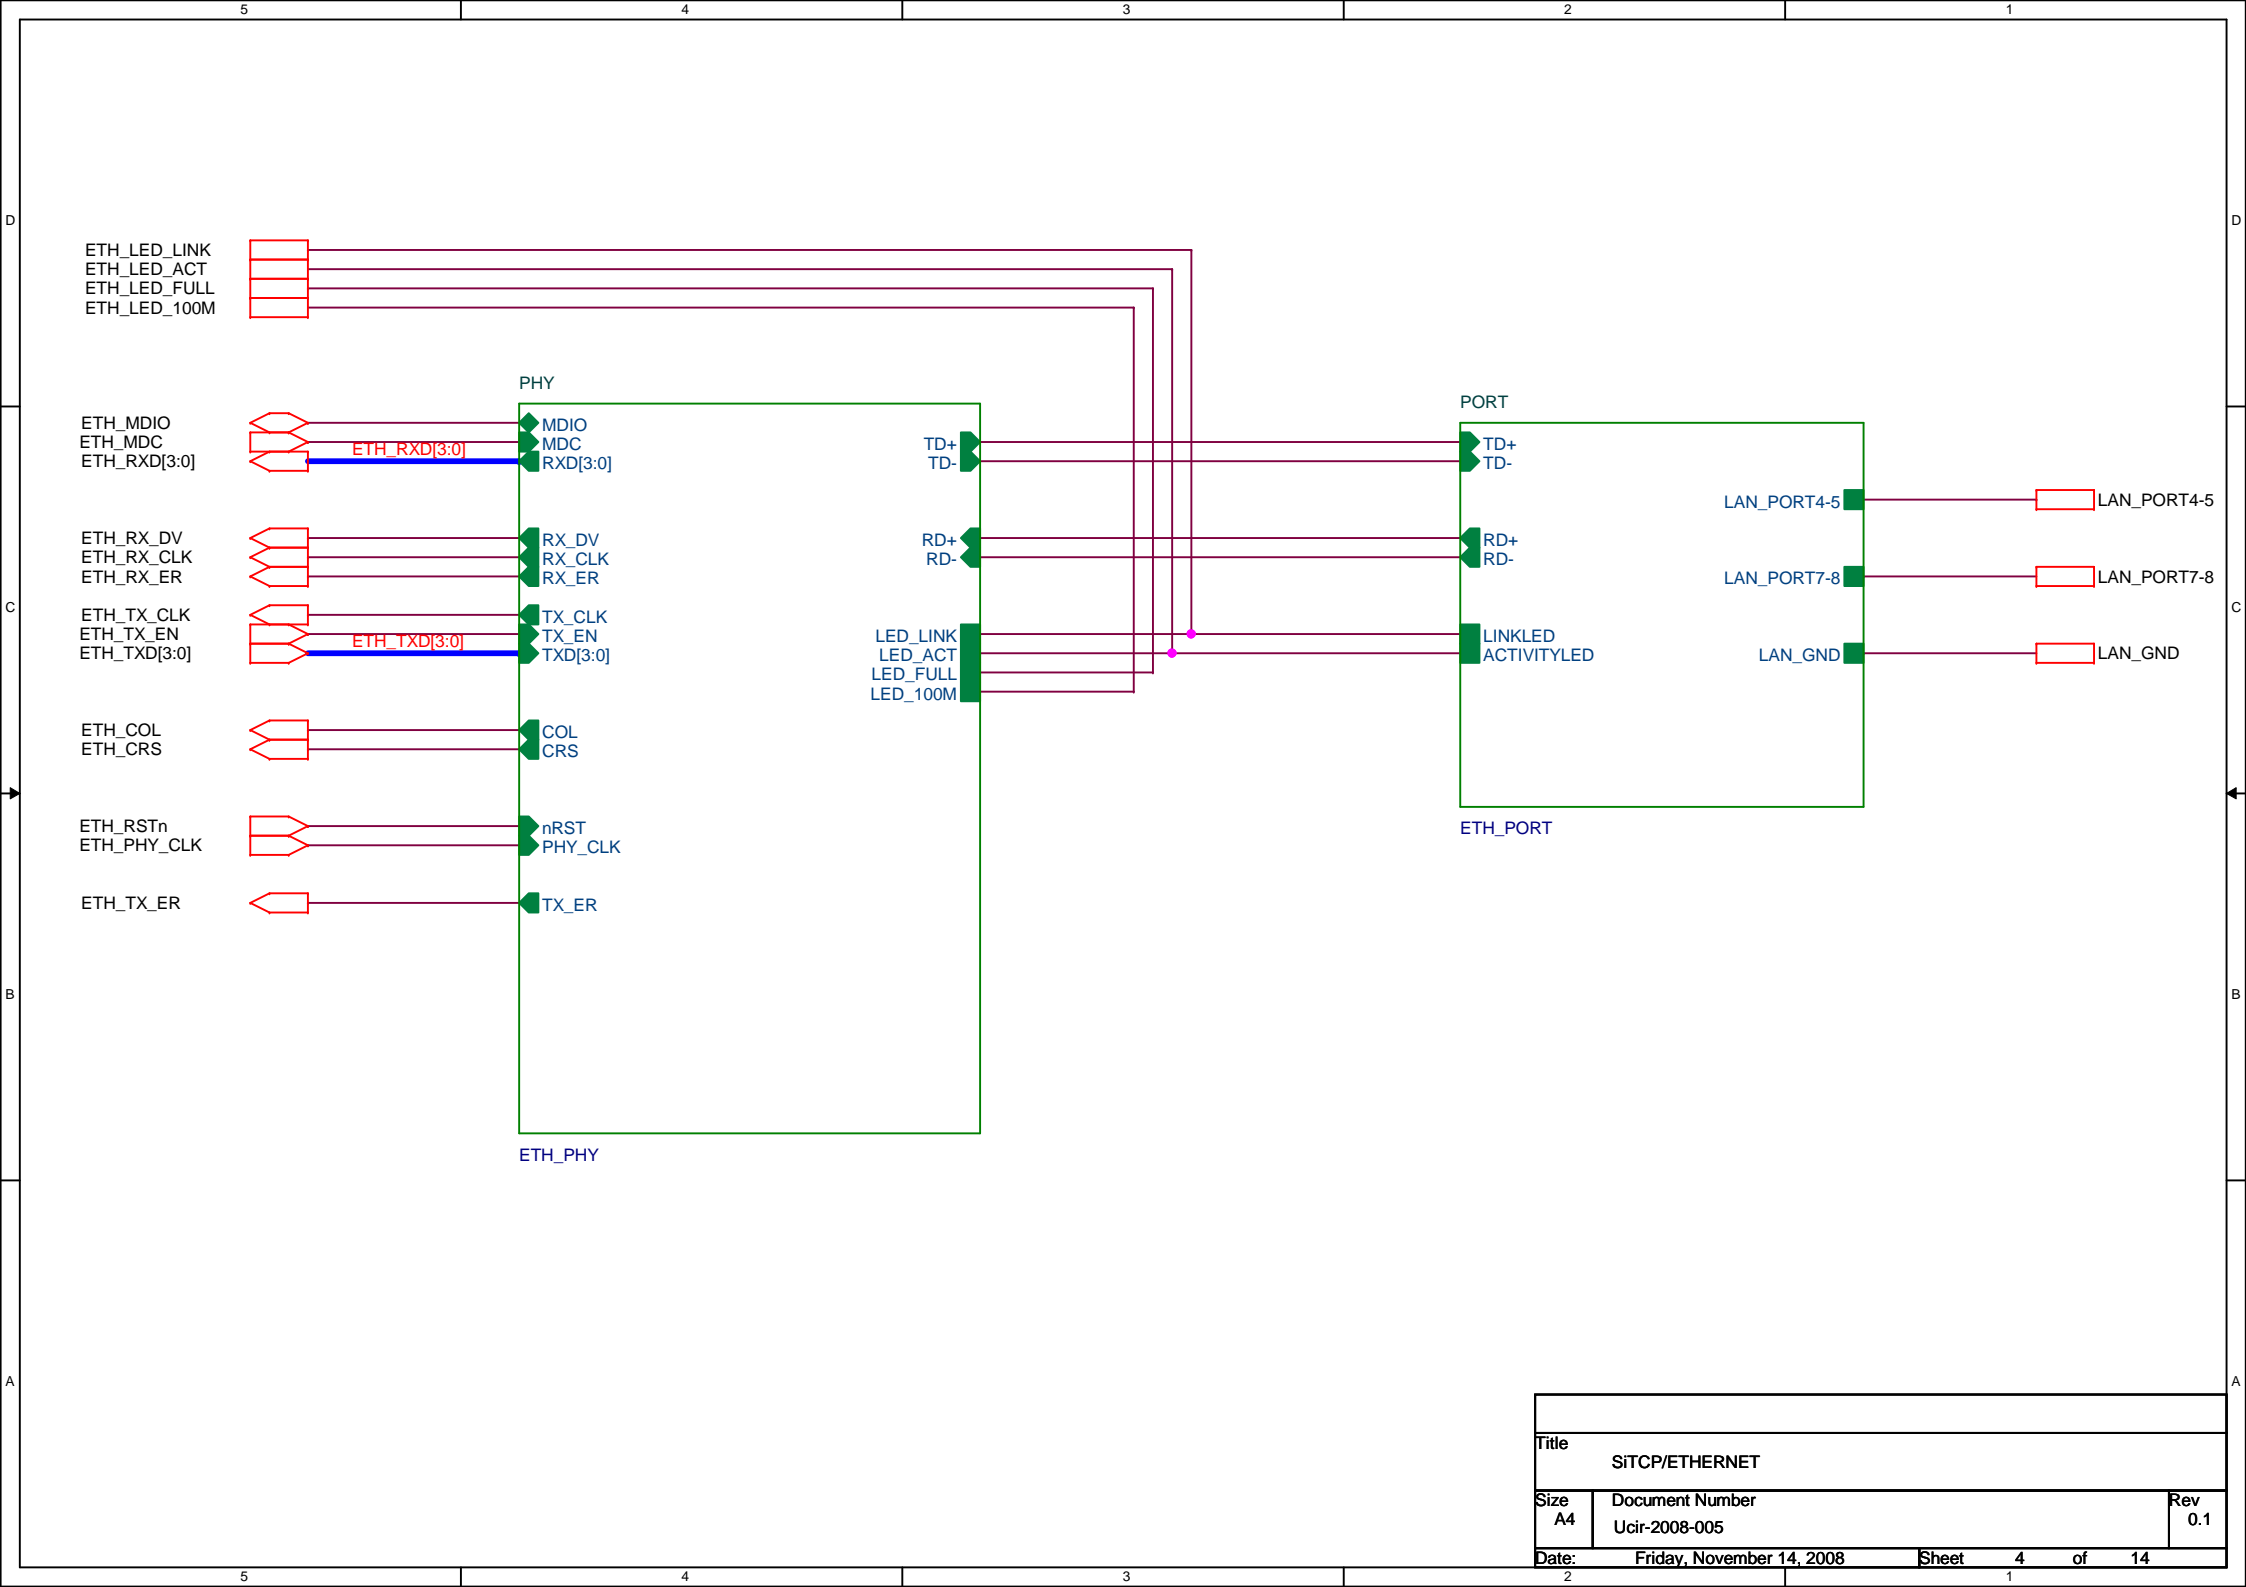 5 4 3 2 1
D D
ETH_LED_LINK
ETH_LED_ACT
ETH_LED_FULL
ETH_LED_100M
PHY
PORT
ETH_MDIO MDIO
ETH_MDC MDC TD+ TD+
ETH_RXD[3:0] ETH_RXD[3:0] RXD[3:0] TD- TD-
LAN_PORT4-5 LAN_PORT4-5
ETH_RX_DV RX_DV RD+ RD+
ETH_RX_CLK RX_CLK RD- RD-
ETH_RX_ER RX_ER LAN_PORT7-8 LAN_PORT7-8
C C
ETH_TX_CLK TX_CLK
ETH_TX_EN TX_EN LED_LINK LINKLED
ETH_TXD[3:0] ETH_TXD[3:0] TXD[3:0] LED_ACT ACTIVITYLED LAN_GND LAN_GND
LED_FULL
LED_100M
ETH_COL COL
ETH_CRS CRS
ETH_RSTn nRST ETH_PORT
ETH_PHY_CLK PHY_CLK
ETH_TX_ER TX_ER
B B
ETH_PHY
A A
Title
SiTCP/ETHERNET
Size Document Number Rev
A4 Ucir-2008-005 0.1
Date: Friday, November 14, 2008 Sheet 4 of 14
5 4 3 2 1